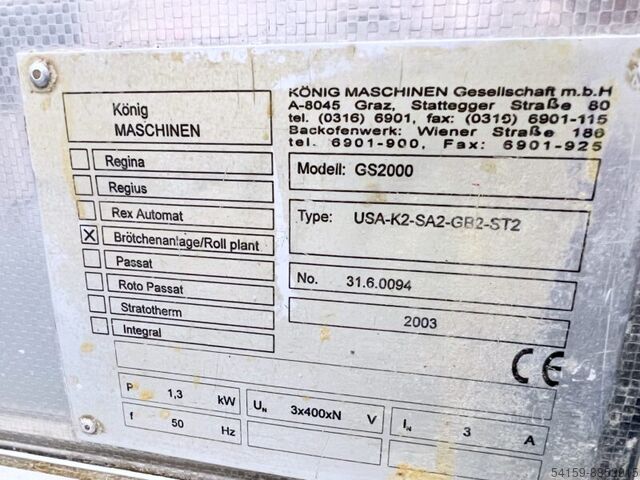 König
MASCHINEN
Regina
Regius
Rex Automat
X Brötchenanlage/Roll plant
Passat
Roto Passat
Stratotherm
Integral
KÖNIG MASCHINEN Gesellschaft m.b.H
A-8045 Graz, Stattegger Straße 80
tel. (0316) 6901, fax: (0316) 6901-115
Backofenwerk: Wiener Straße 186
tel. 6901-900, Fax: 6901-925
Modell: GS2000
Type: USA-K2-SA2-GB2-ST2
No. 31.6.0094
2003
CE
P 1,3 kW
UN 3x400xN V
IN 3 A
f 50 Hz